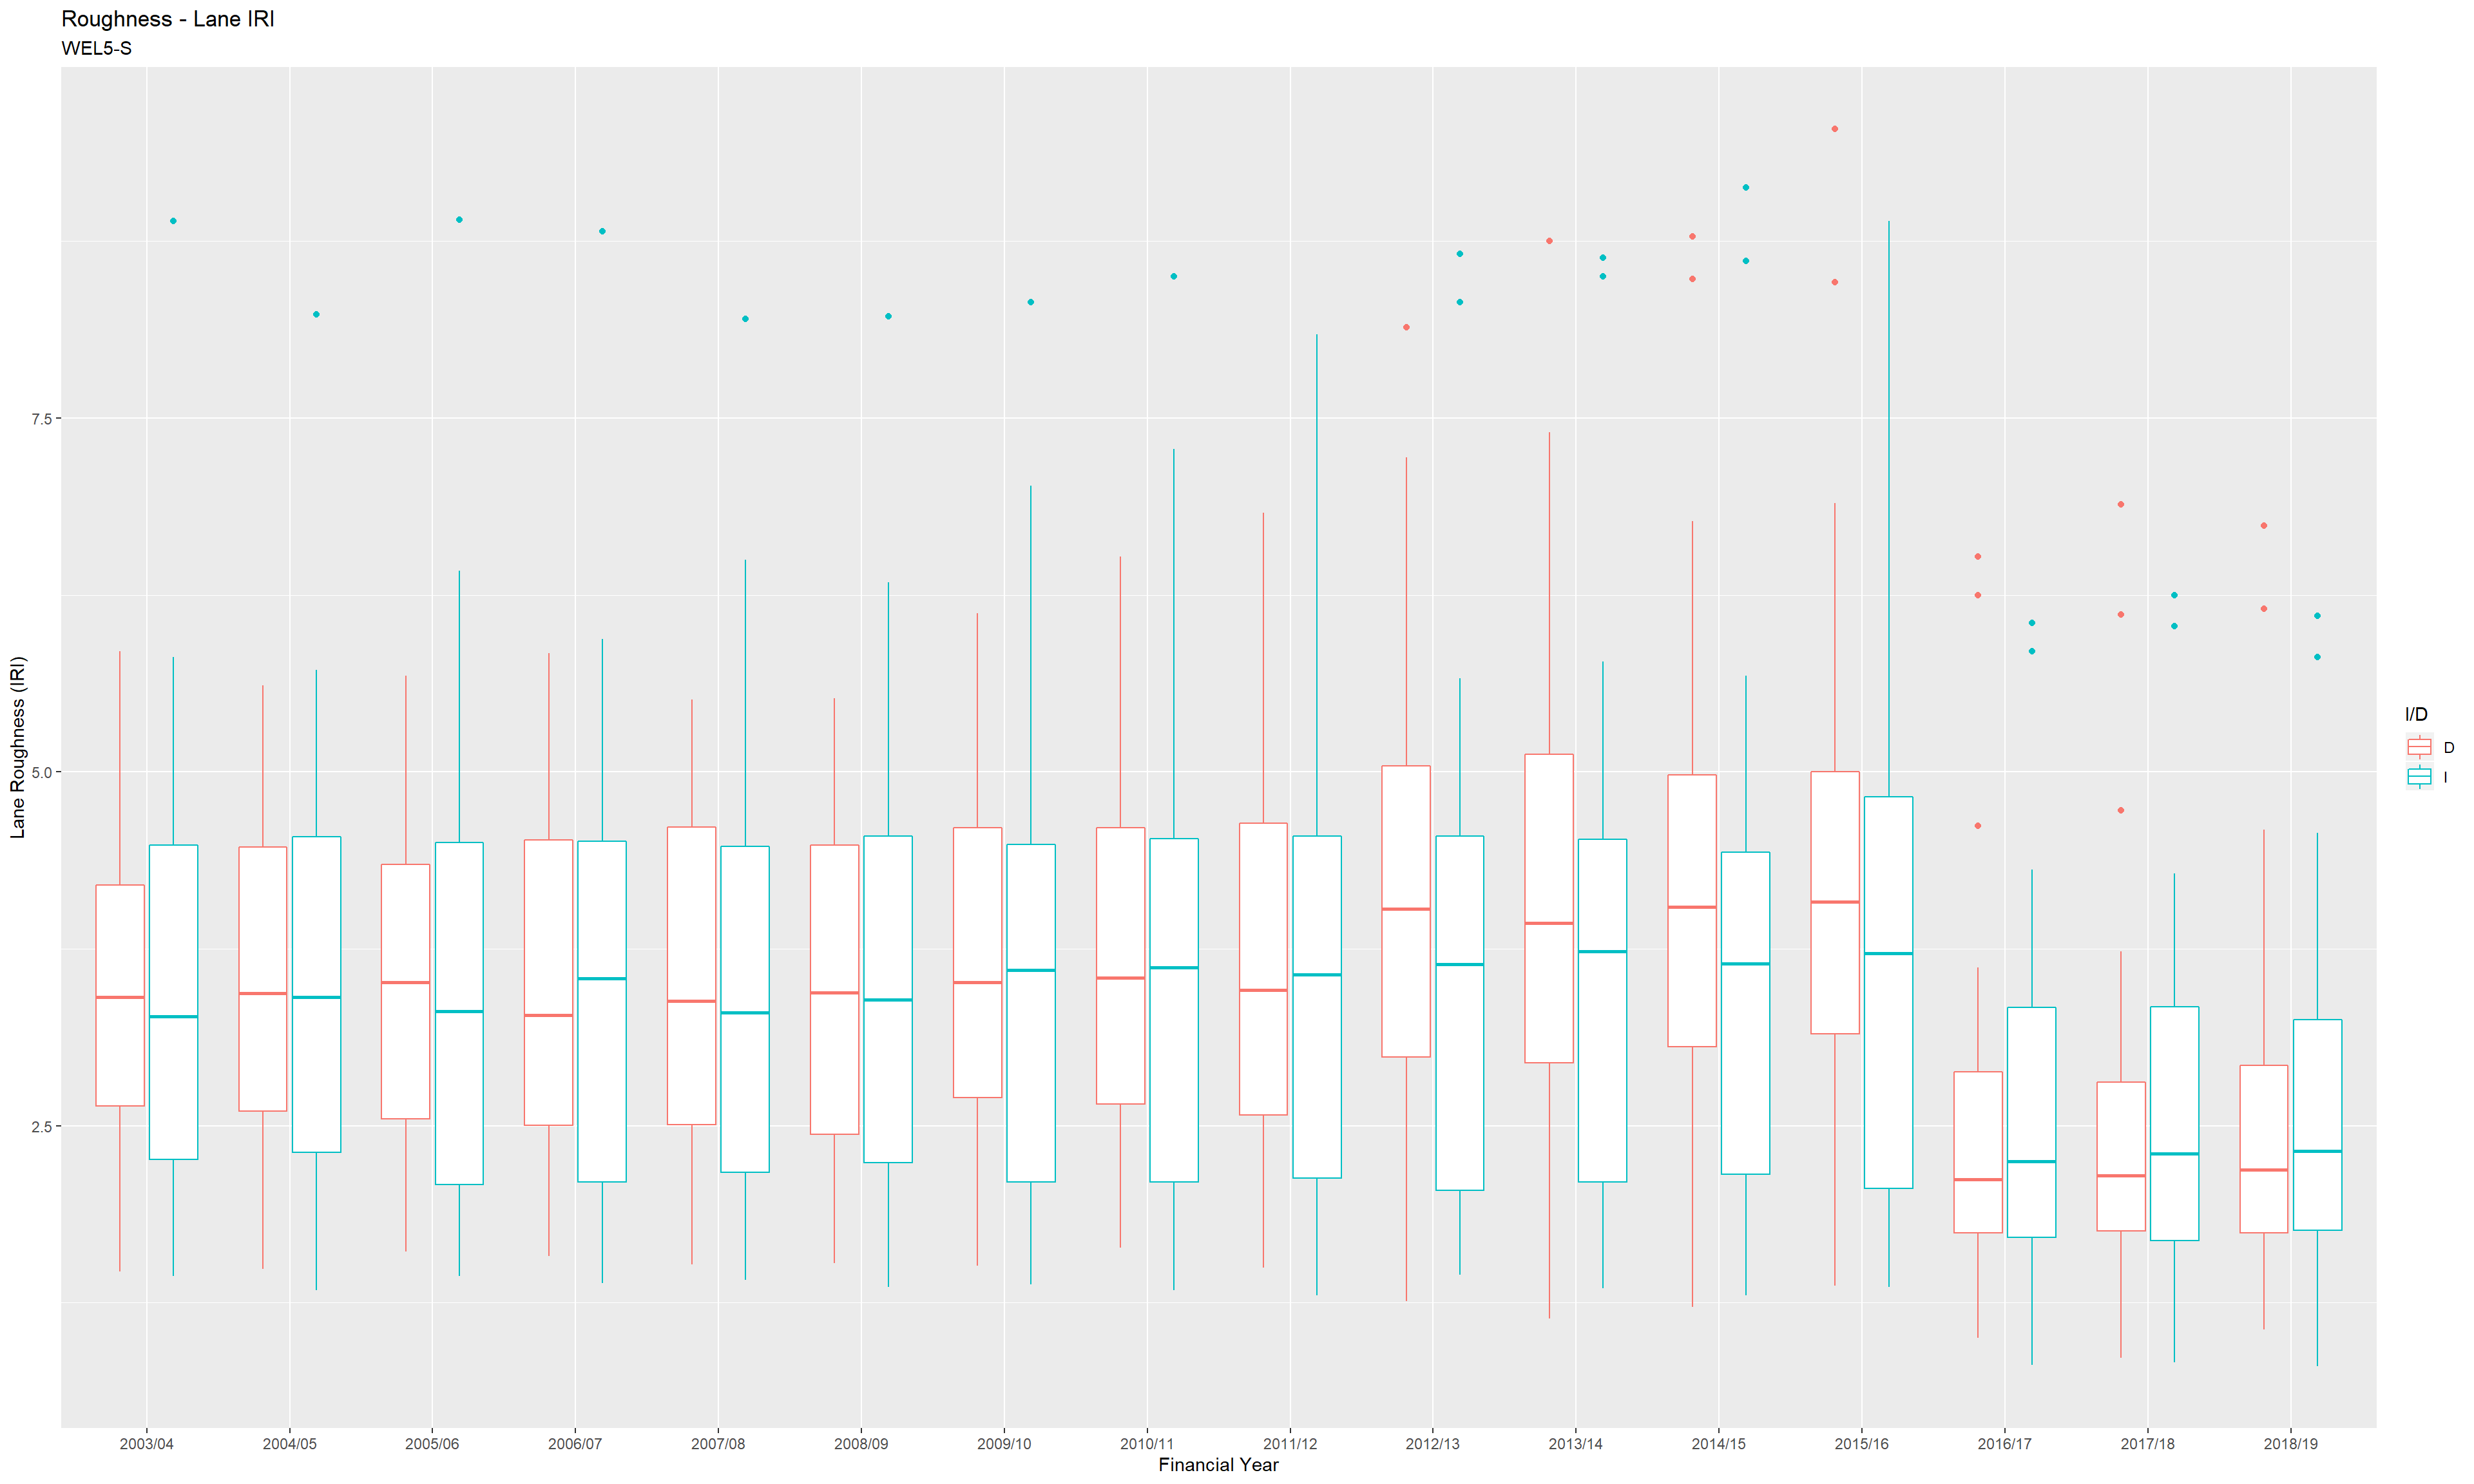 Roughness - Lane IRI
WEL5-S
Lane Roughness (IRI)
7.5
5.0
2.5
2003/04 2004/05 2005/06 2006/07 2007/08 2008/09 2009/10 2010/11 2011/12 2012/13 2013/14 2014/15 2015/16 2016/17 2017/18 2018/19
Financial Year
I/D
D
I